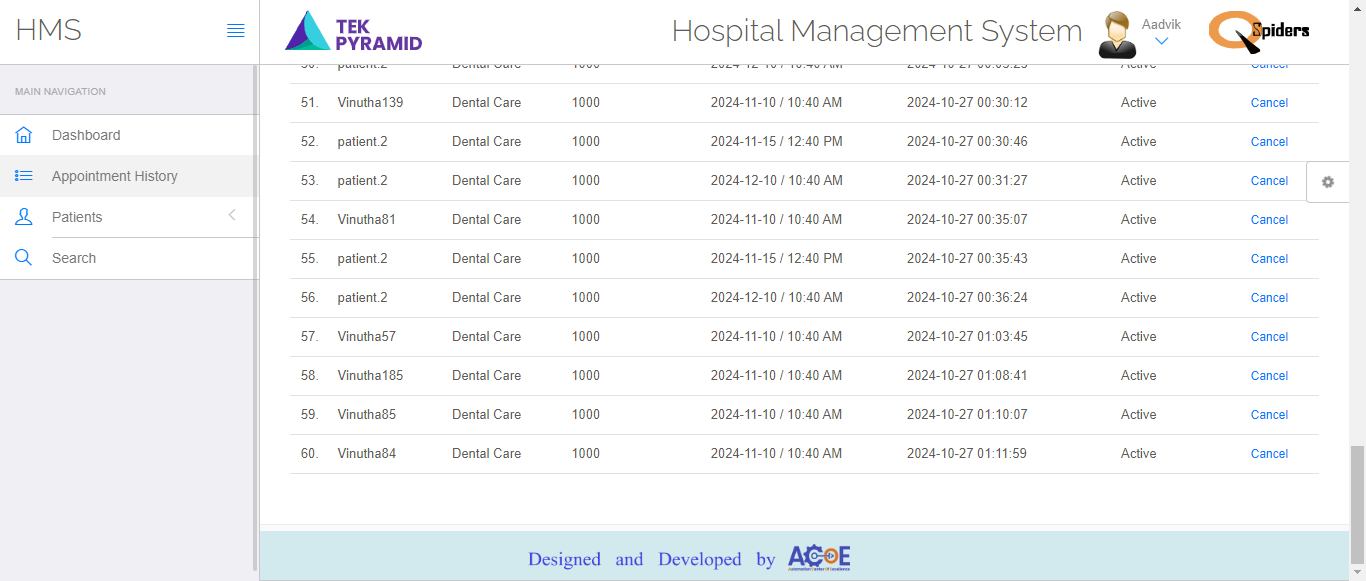 HMS
TEK
PYRAMID
Hospital Management System
Aadvik
Spiders
MAIN NAVIGATION
Dashboard
Appointment History
Patients
Search
50. patient.2 Dental Care 1000 2024-12-10 / 10:40 AM 2024-10-27 00:05:25 Active Cancel
51. Vinutha139 Dental Care 1000 2024-11-10 / 10:40 AM 2024-10-27 00:30:12 Active Cancel
52. patient.2 Dental Care 1000 2024-11-15 / 12:40 PM 2024-10-27 00:30:46 Active Cancel
53. patient.2 Dental Care 1000 2024-12-10 / 10:40 AM 2024-10-27 00:31:27 Active Cancel
54. Vinutha81 Dental Care 1000 2024-11-10 / 10:40 AM 2024-10-27 00:35:07 Active Cancel
55. patient.2 Dental Care 1000 2024-11-15 / 12:40 PM 2024-10-27 00:35:43 Active Cancel
56. patient.2 Dental Care 1000 2024-12-10 / 10:40 AM 2024-10-27 00:36:24 Active Cancel
57. Vinutha57 Dental Care 1000 2024-11-10 / 10:40 AM 2024-10-27 01:03:45 Active Cancel
58. Vinutha185 Dental Care 1000 2024-11-10 / 10:40 AM 2024-10-27 01:08:41 Active Cancel
59. Vinutha85 Dental Care 1000 2024-11-10 / 10:40 AM 2024-10-27 01:10:07 Active Cancel
60. Vinutha84 Dental Care 1000 2024-11-10 / 10:40 AM 2024-10-27 01:11:59 Active Cancel
Designed and Developed by ACOE
Automation Center Of Excellence